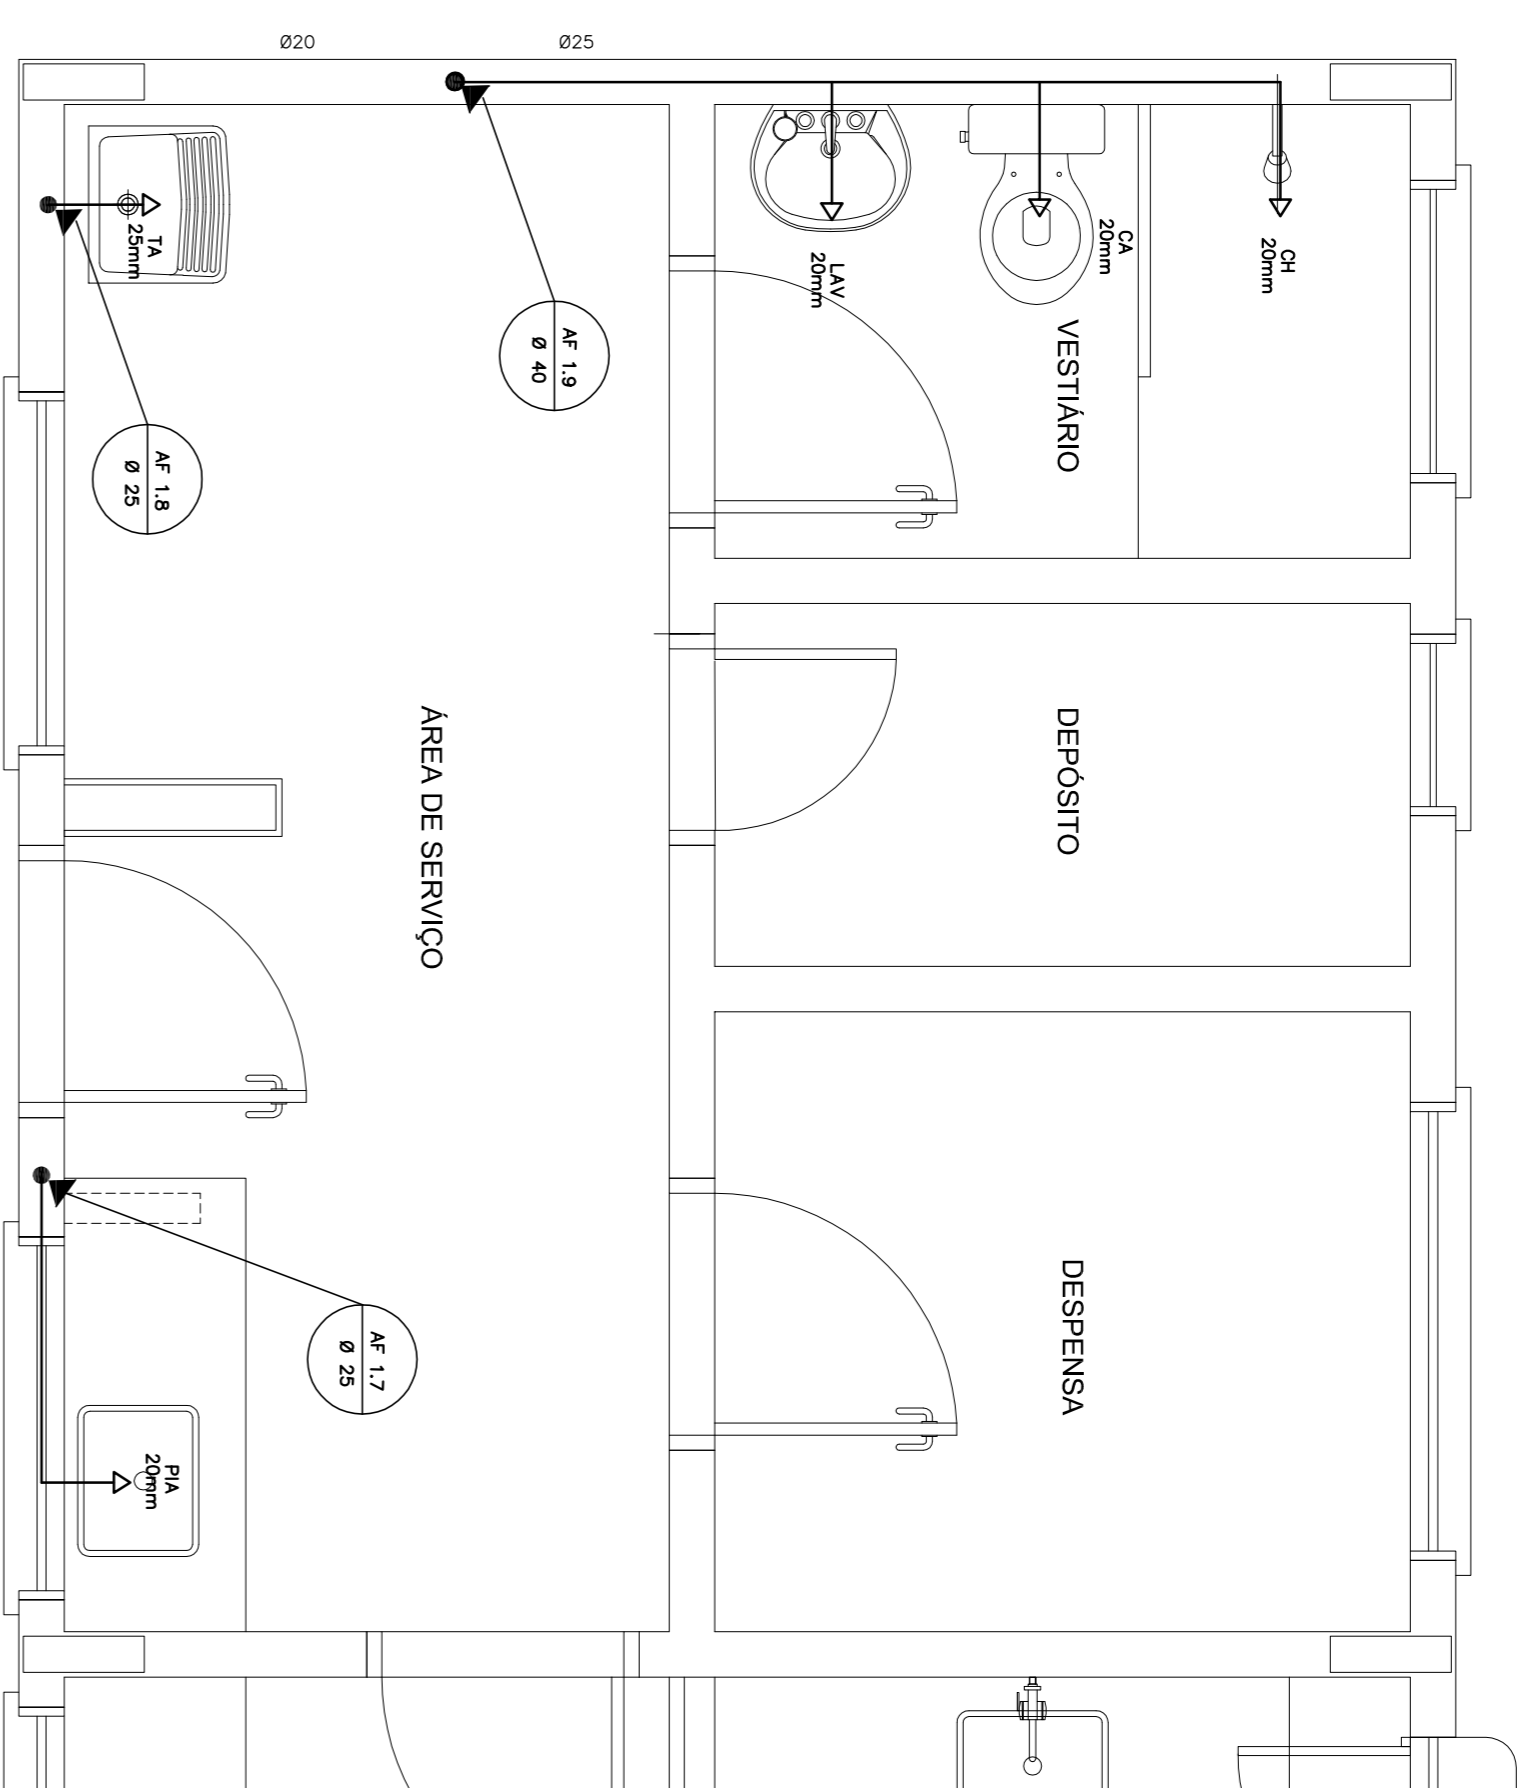 Ø20
Ø25
TA
25mm
LAV
20mm
CA
20mm
CH
20mm
AF 1.9
Ø 40
VESTIÁRIO
AF 1.8
Ø 25
ÁREA DE SERVIÇO
DEPÓSITO
DESPENSA
AF 1.7
Ø 25
PIA
20mm